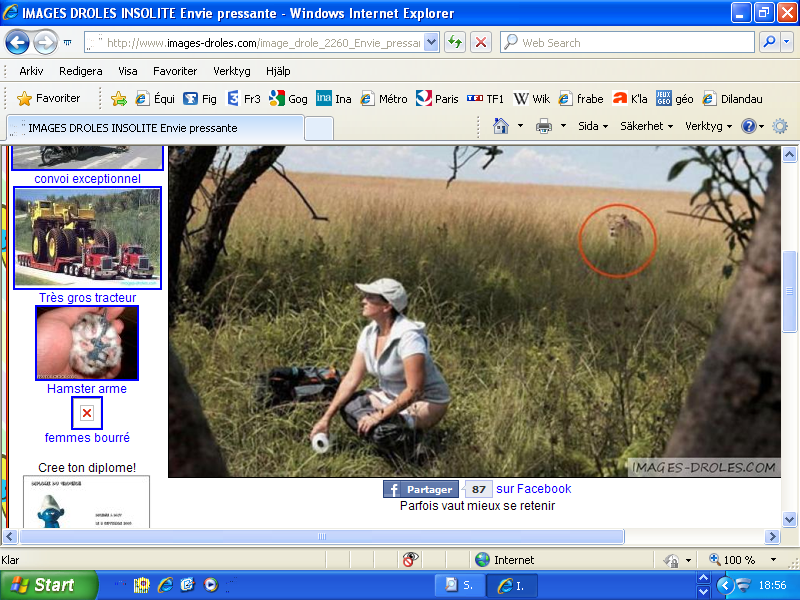 IMAGES DROLES INSOLITE Envie pressante - Windows Internet Explorer
http://www.images-droles.com/image_drole_2260_Envie_pressa
Web Search
Arkiv Redigera Visa Favoriter Verktyg Hjälp
Favoriter Équi Fig Fr3 Gog ina Ina Métro Paris TF1 W Wik frabe K'la géo Dilandau
IMAGES DROLES INSOLITE Envie pressante
Sida Säkerhet Verktyg
convoi exceptionnel
Très gros tracteur
Hamster arme
femmes bourré
Cree ton diplome!
IMAGES-DROLES.COM
f Partager 87 sur Facebook
Parfois vaut mieux se retenir
Klar Internet 100 %
Start S. I. 18:56